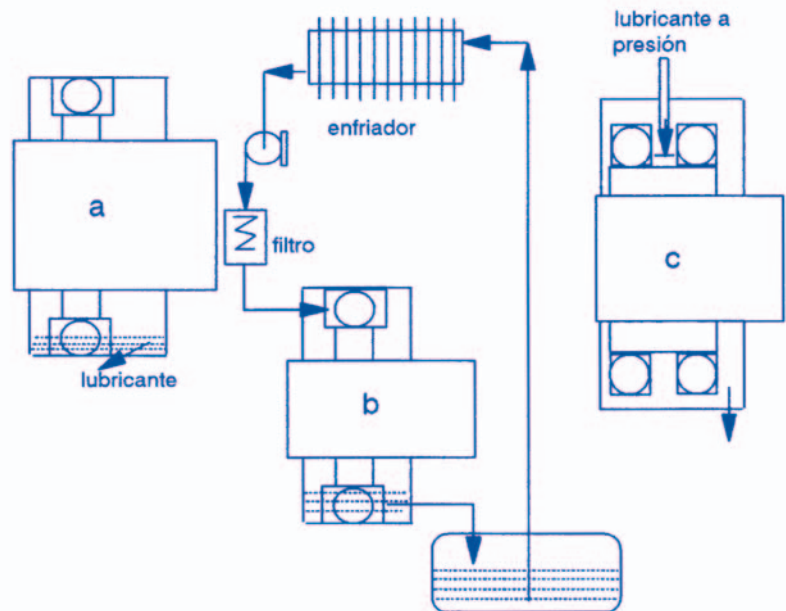 lubricante a
presión
enfriador
a
filtro
c
lubricante
b